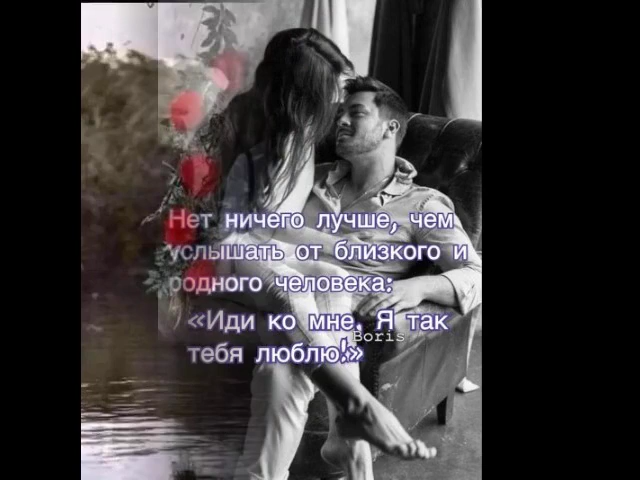 Нет ничего лучше, чем
услышать от близкого и
родного человека:
«Иди ко мне. Я так
Boris
тебя люблю!»